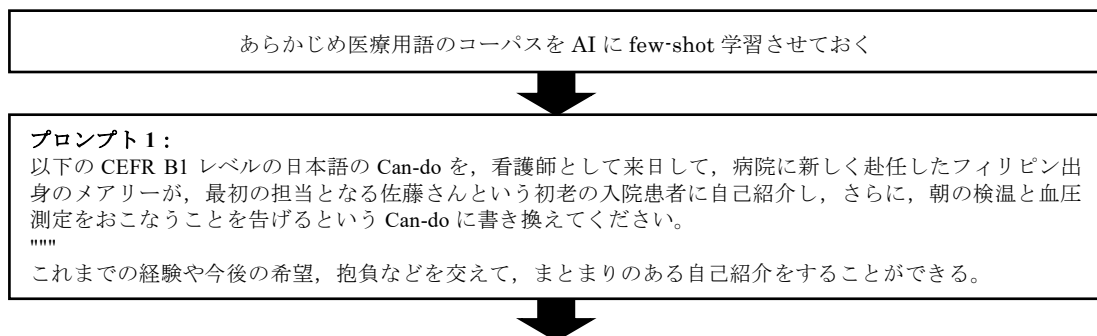 あらかじめ医療用語のコーパスを AI に few-shot 学習させておく
プロンプト 1：
以下の CEFR B1 レベルの日本語の Can-do を，看護師として来日して，病院に新しく赴任したフィリピン出
身のメアリーが，最初の担当となる佐藤さんという初老の入院患者に自己紹介し，さらに，朝の検温と血圧
測定をおこなうことを告げるという Can-do に書き換えてください。
"""
これまでの経験や今後の希望，抱負などを交えて，まとまりのある自己紹介をすることができる。